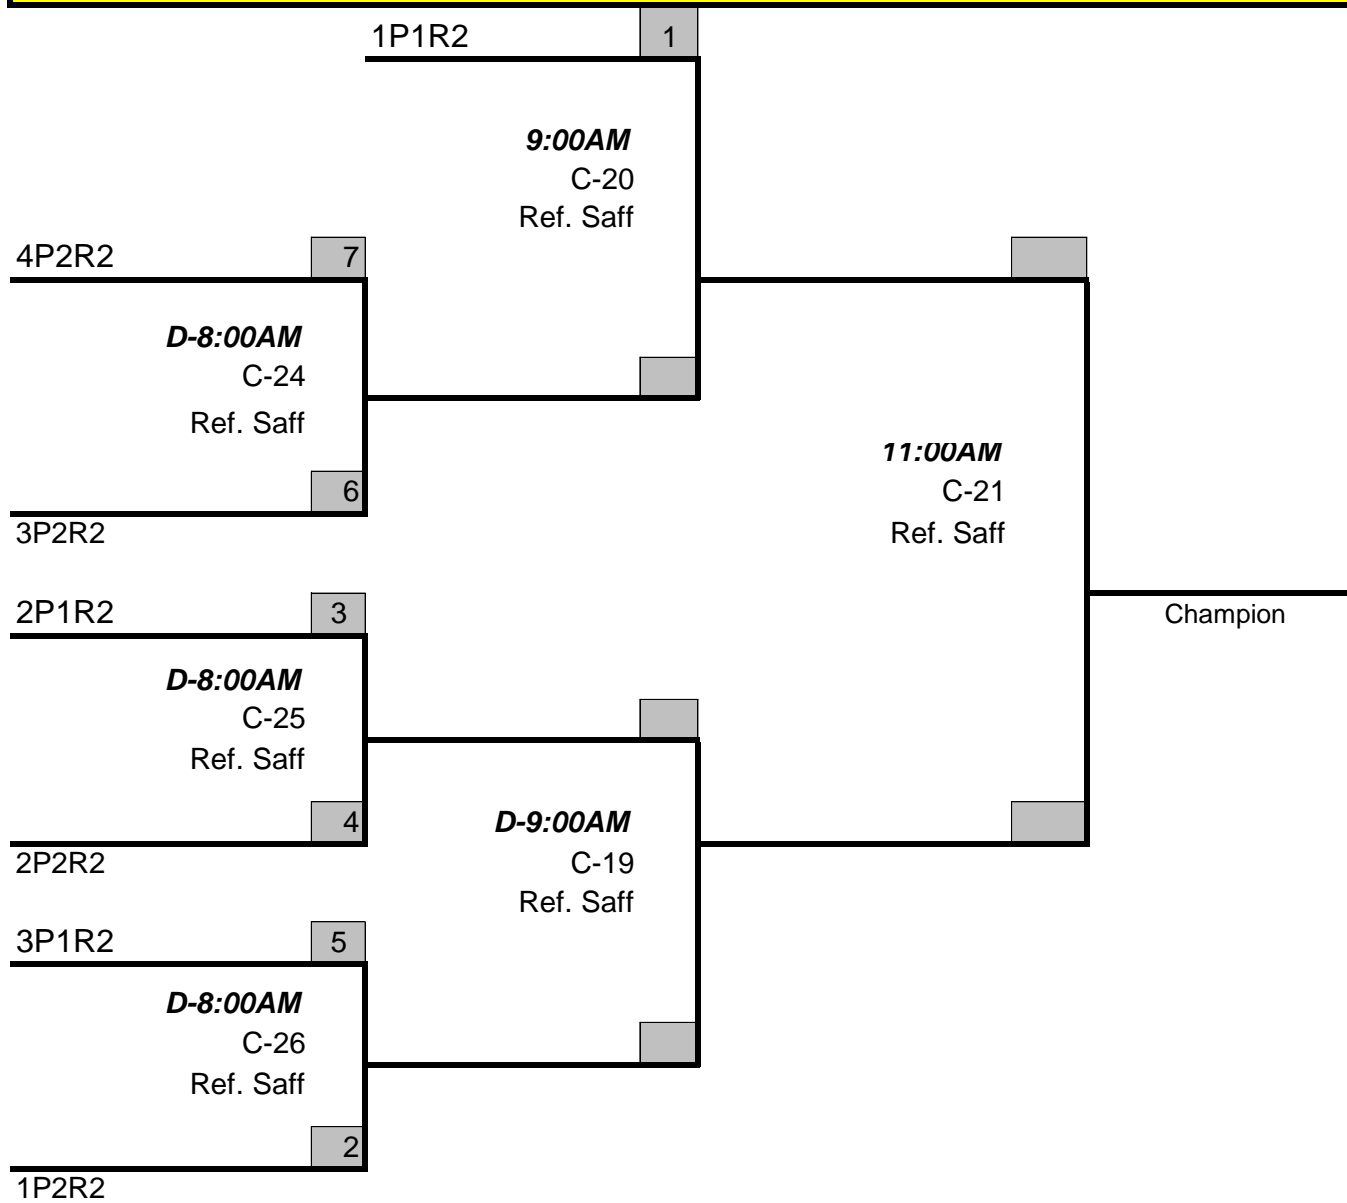 1P1R2 1
9:00AM
C-20
Ref. Saff
4P2R2 7
D-8:00AM
C-24
Ref. Saff
6
3P2R2
11:00AM
C-21
Ref. Saff
2P1R2 3
Champion
D-8:00AM
C-25
Ref. Saff
4
2P2R2
D-9:00AM
C-19
Ref. Saff
3P1R2 5
D-8:00AM
C-26
Ref. Saff
2
1P2R2